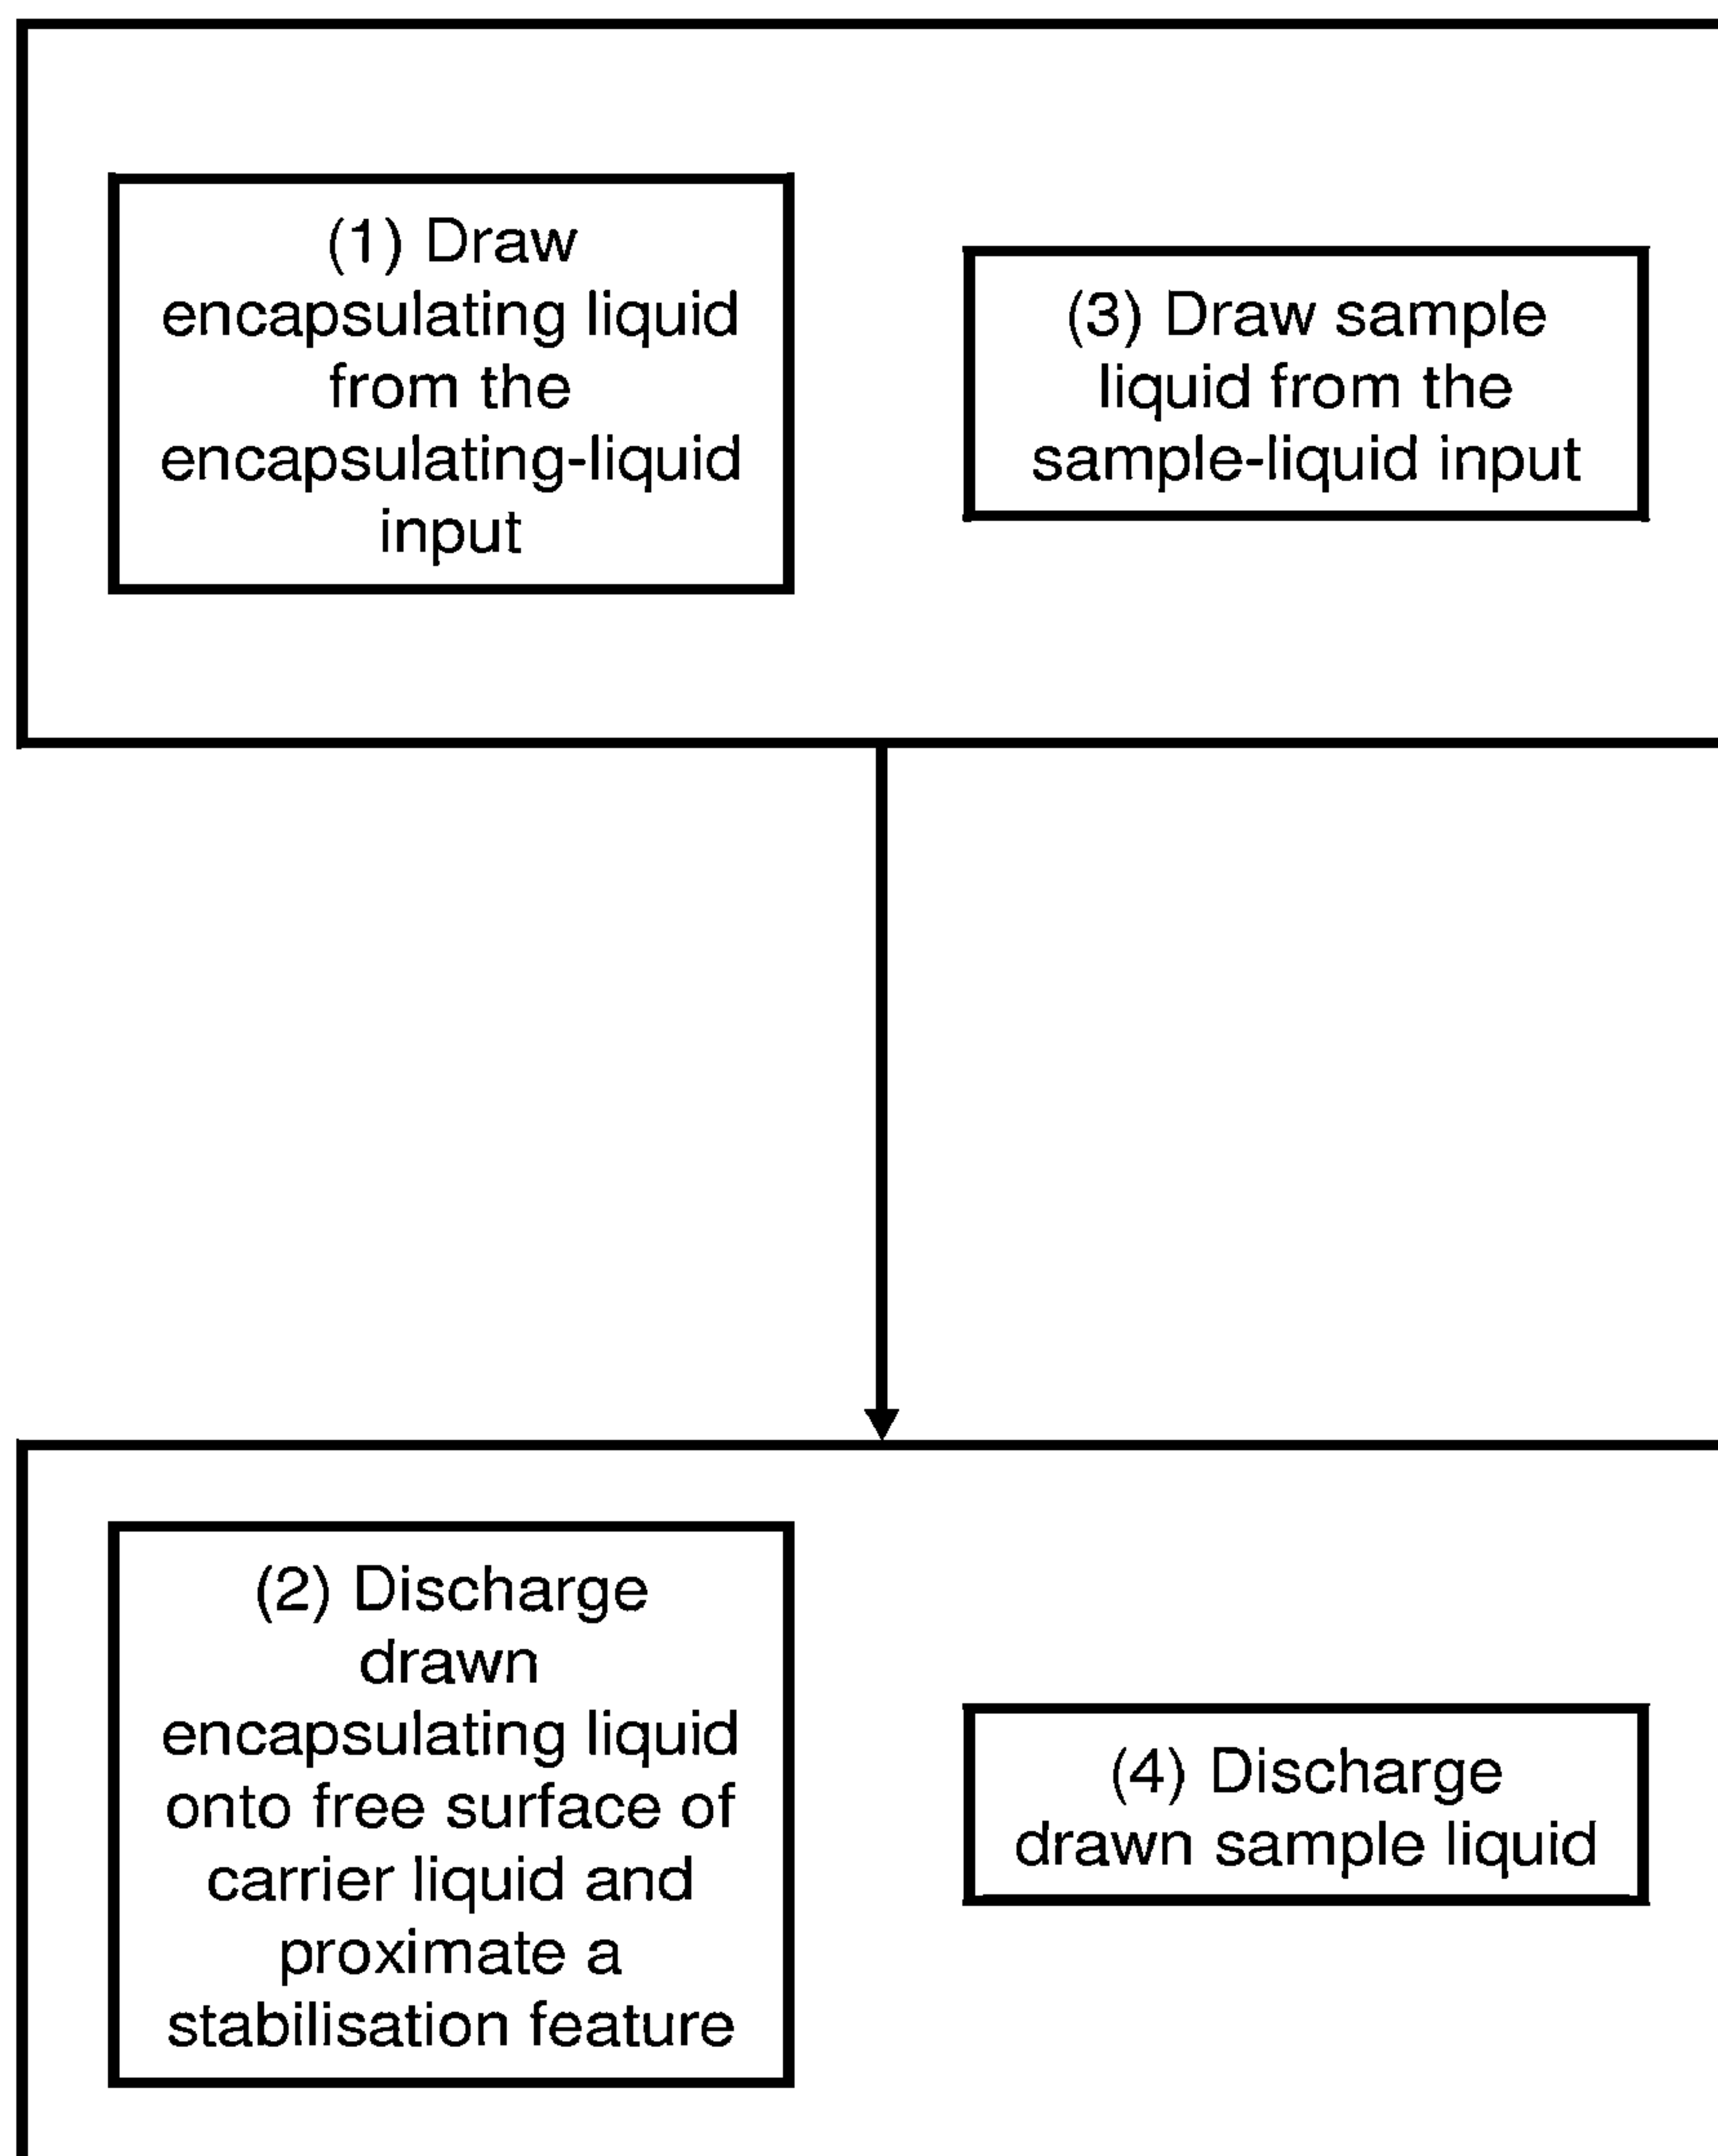 (1) Draw
encapsulating liquid
from the
encapsulating-liquid
input
(3) Draw sample
liquid from the
sample-liquid input
(2) Discharge
drawn
encapsulating liquid
onto free surface of
carrier liquid and
proximate a
stabilisation feature
(4) Discharge
drawn sample liquid